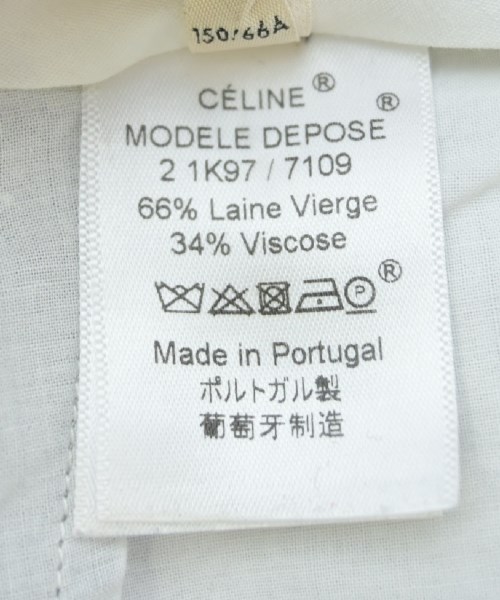 150/66A
CÉLINE®
MODELE DEPOSE®
2 1K97 / 7109
66% Laine Vierge
34% Viscose
P ®
Made in Portugal
ポルトガル製
葡萄牙制造